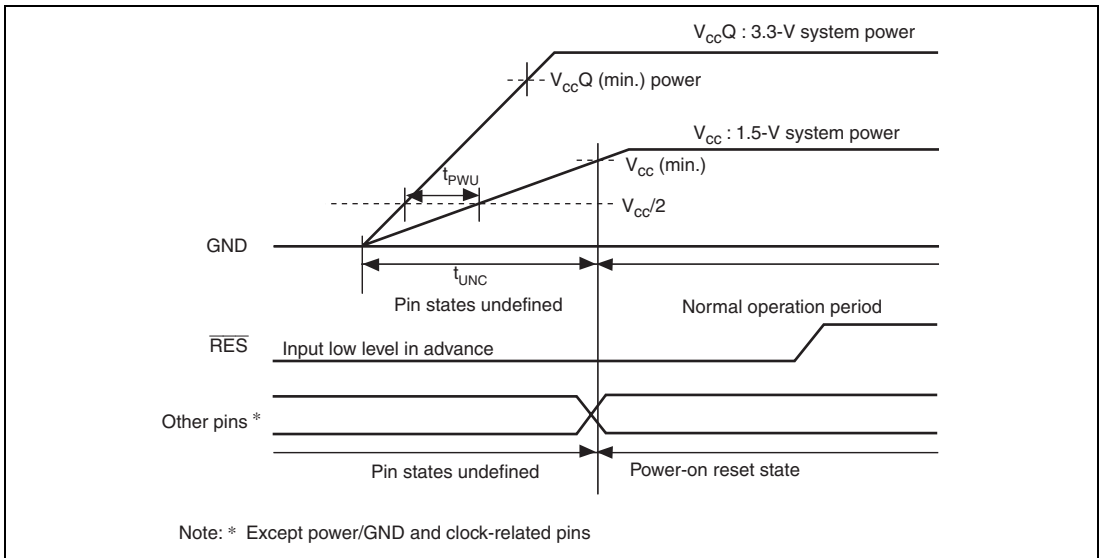 VccQ : 3.3-V system power
VccQ (min.) power
Vcc : 1.5-V system power
Vcc (min.)
tPWU
Vcc/2
GND
tUNC
Pin states undefined
Normal operation period
RES
Input low level in advance
Other pins *
Pin states undefined
Power-on reset state
Note: * Except power/GND and clock-related pins